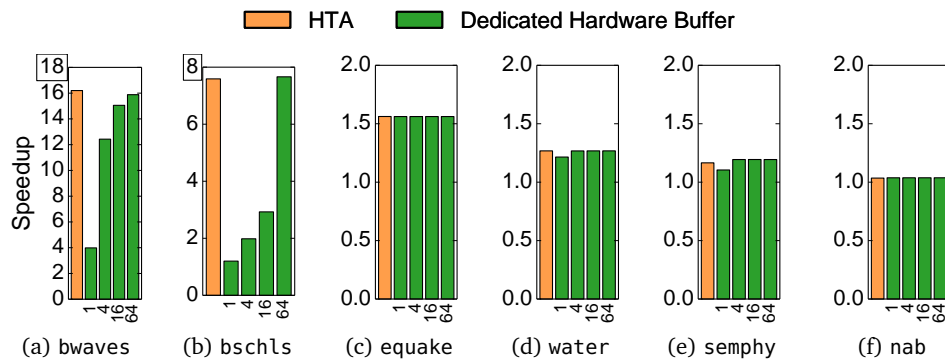 HTA Dedicated Hardware Buffer
Speedup
18
16
14
12
10
8
6
4
2
0
1 4 16 64
(a) bwaves
8
6
4
2
0
1 4 16 64
(b) bschls
2.0
1.5
1.0
0.5
0.0
1 4 16 64
(c) equake
2.0
1.5
1.0
0.5
0.0
1 4 16 64
(d) water
2.0
1.5
1.0
0.5
0.0
1 4 16 64
(e) semphy
2.0
1.5
1.0
0.5
0.0
1 4 16 64
(f) nab